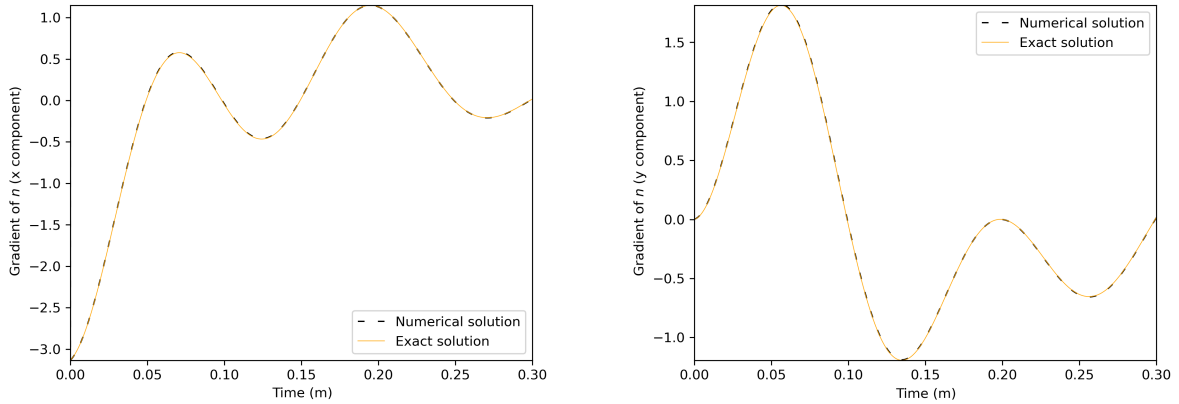 1.0
0.5
0.0
−0.5
−1.0
−1.5
−2.0
−2.5
−3.0
Gradient of n (x component)
Numerical solution
Exact solution
0.00 0.05 0.10 0.15 0.20 0.25 0.30
Time (m)
1.5
1.0
0.5
0.0
−0.5
−1.0
Gradient of n (y component)
Numerical solution
Exact solution
0.00 0.05 0.10 0.15 0.20 0.25 0.30
Time (m)